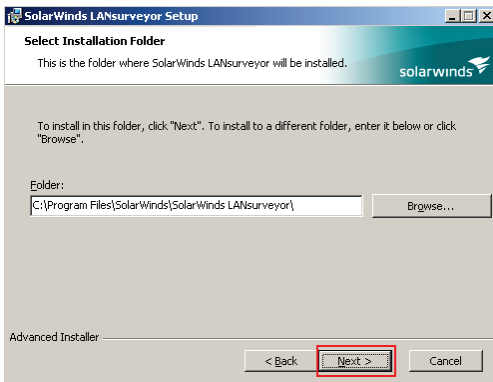 SolarWinds LANsurveyor Setup
Select Installation Folder
This is the folder where SolarWinds LANsurveyor will be installed.
solarwinds
To install in this folder, click "Next". To install to a different folder, enter it below or click
"Browse".
Folder:
C:\Program Files\SolarWinds\SolarWinds LANsurveyor\
Browse...
Advanced Installer
< Back
Next >
Cancel